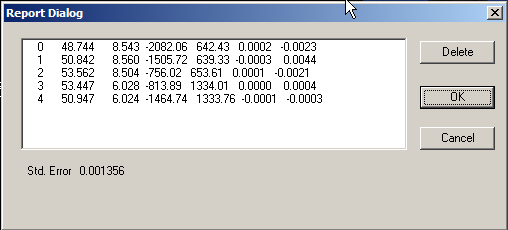 Report Dialog
0 48.744 8.543 -2082.06 642.43 0.0002 -0.0023
1 50.842 8.560 -1505.72 639.33 -0.0003 0.0044
2 53.562 8.504 -756.02 653.61 0.0001 -0.0021
3 53.447 6.028 -813.89 1334.01 0.0000 0.0004
4 50.947 6.024 -1464.74 1333.76 -0.0001 -0.0003
Delete
OK
Cancel
Std. Error 0.001356